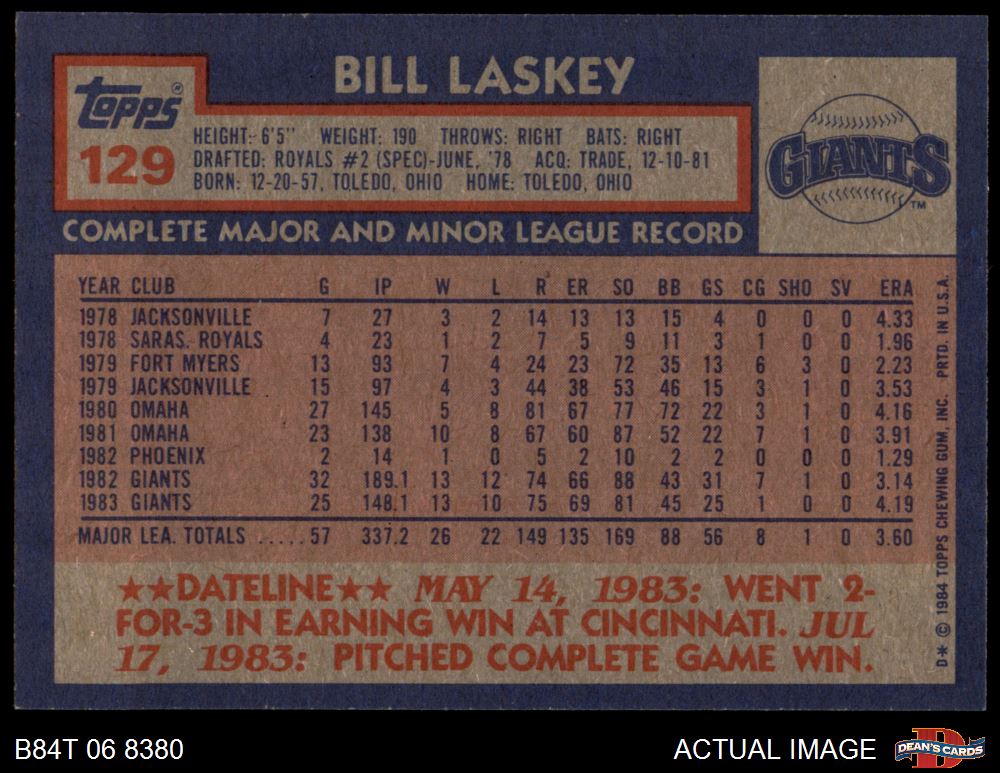 BILL LASKEY
Topps®
129
HEIGHT: 6'5" WEIGHT: 190 THROWS: RIGHT BATS: RIGHT
DRAFTED: ROYALS #2 (SPEC)-JUNE, '78 ACQ: TRADE, 12-10-81
BORN: 12-20-57, TOLEDO, OHIO HOME: TOLEDO, OHIO
GIANTS
TM
COMPLETE MAJOR AND MINOR LEAGUE RECORD
YEAR CLUB G IP W L R ER SO BB GS CG SHO SV ERA
1978 JACKSONVILLE 7 27 3 2 14 13 13 15 4 0 0 0 4.33
1978 SARAS. ROYALS 4 23 1 2 7 5 9 11 3 1 0 0 1.96
1979 FORT MYERS 13 93 7 4 24 23 72 35 13 6 3 0 2.23
1979 JACKSONVILLE 15 97 4 3 44 38 53 46 15 3 1 0 3.53
1980 OMAHA 27 145 5 8 81 67 77 72 22 3 1 0 4.16
1981 OMAHA 23 138 10 8 67 60 87 52 22 7 1 0 3.91
1982 PHOENIX 2 14 1 0 5 2 10 2 2 0 0 0 1.29
1982 GIANTS 32 189.1 13 12 74 66 88 43 31 7 1 0 3.14
1983 GIANTS 25 148.1 13 10 75 69 81 45 25 1 0 0 4.19
MAJOR LEA. TOTALS .....57 337.2 26 22 149 135 169 88 56 8 1 0 3.60
★★DATELINE★★ MAY 14, 1983: WENT 2-
FOR-3 IN EARNING WIN AT CINCINNATI. JUL
17, 1983: PITCHED COMPLETE GAME WIN.
D* © 1984 TOPPS CHEWING GUM, INC. PRTD. IN U.S.A.
B84T 06 8380
ACTUAL IMAGE
D
DEAN'S CARDS